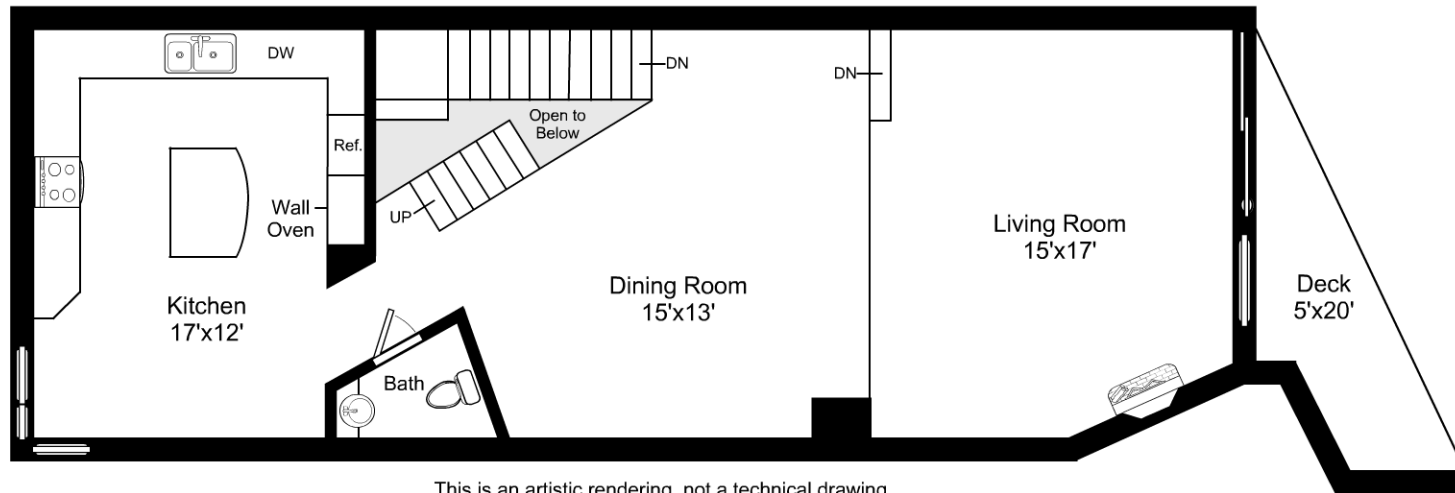 DW
DN
DN
Open to
Below
Ref.
UP
Wall
Oven
Living Room
15'x17'
Dining Room
15'x13'
Deck
5'x20'
Kitchen
17'x12'
Bath
This is an artistic rendering, not a technical drawing